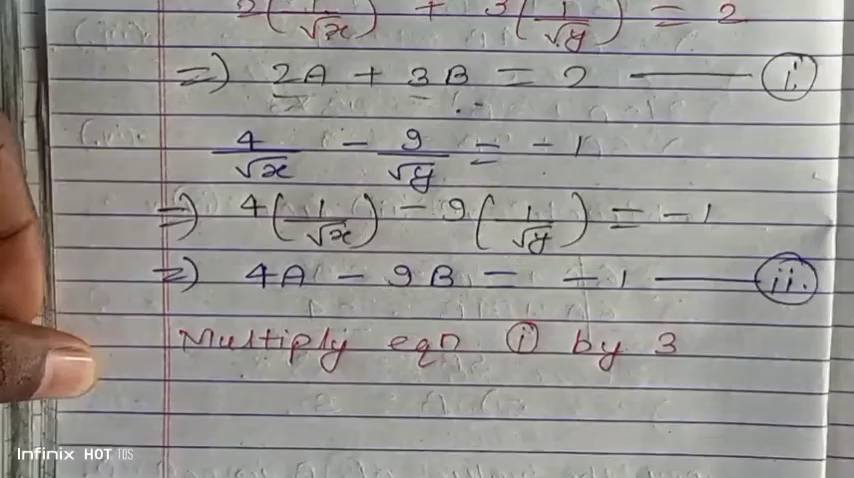 2(1/√x) + 3(1/√y) = 2
=) 2A + 3B = 2 —— (i)
4/√x - 9/√y = -1
=) 4(1/√x) - 9(1/√y) = -1
=) 4A - 9B = -1 —— (ii.)
Multiply eqn (i) by 3
Infinix HOT 10S